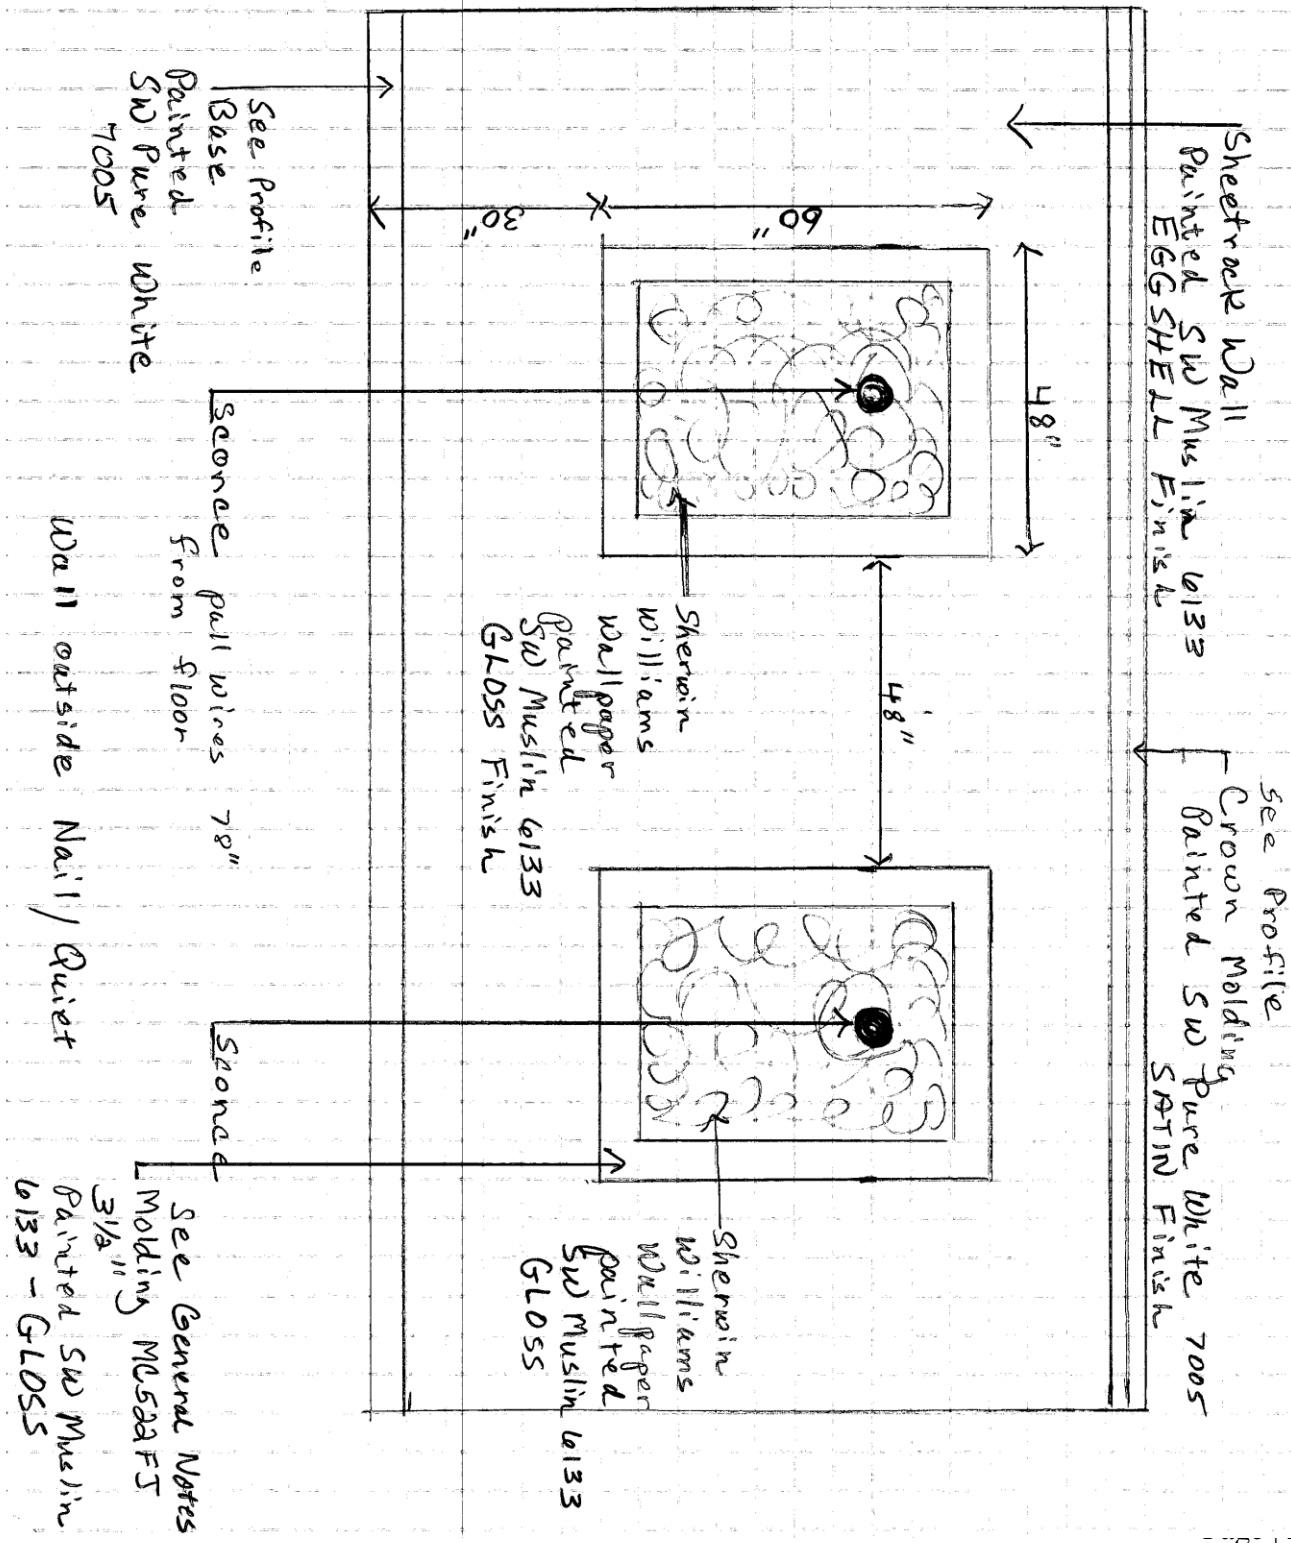 See Profile
Crown Molding
Painted SW Pure White 7005
SATIN Finish
Sheetrock Wall
Painted SW Muslin 6133
EGGSHELL Finish
48"
48"
60"
30"
Sherwin
Williams
Wallpaper
painted
SW Muslin 6133
GLOSS Finish
Sherwin
Williams
Wallpaper
painted
SW Muslin 6133
GLOSS
See Profile
Base
Painted
SW Pure White
7005
Sconce pull wires 78"
from floor
Sconce
See General Notes
Molding MC522FJ
3½"
Painted SW Muslin
6133 - GLOSS
Wall outside Nail / Quiet